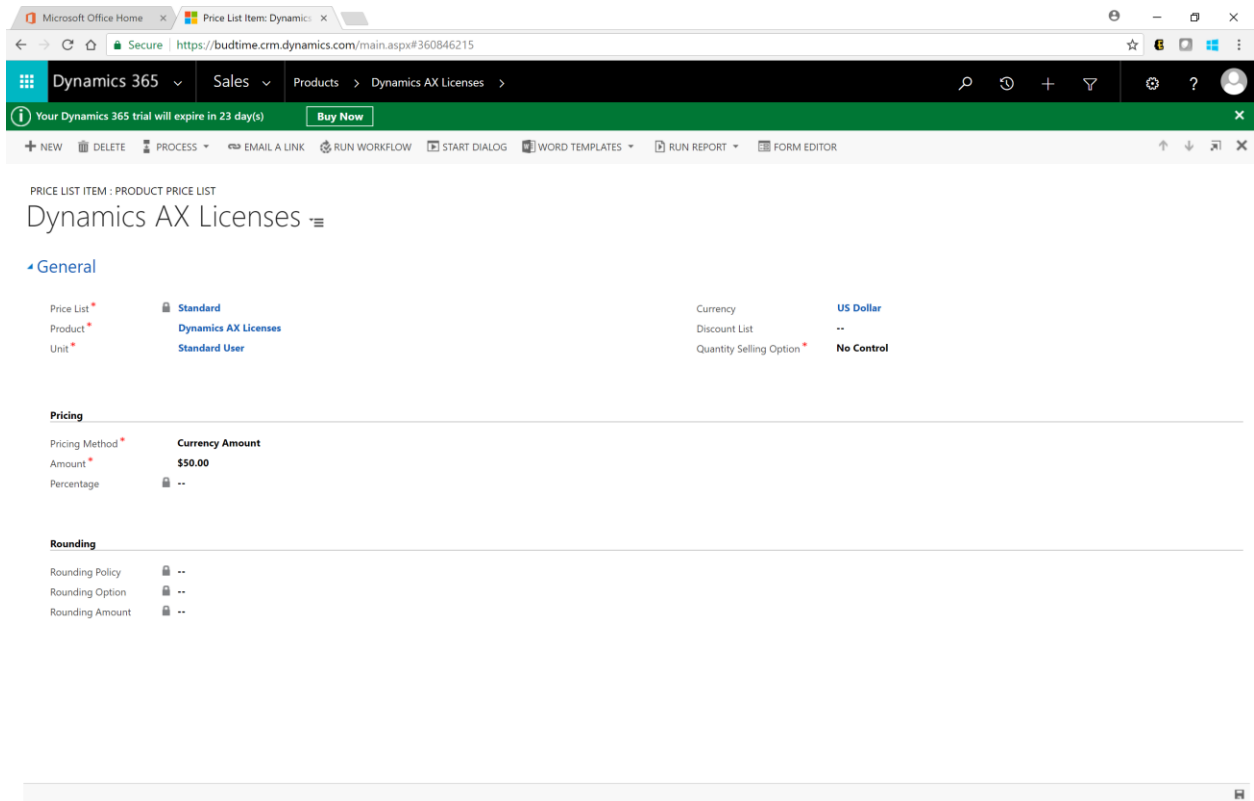 Microsoft Office Home × Price List Item: Dynamics ×
Secure | https://budtime.crm.dynamics.com/main.aspx#360846215
Dynamics 365 Sales Products > Dynamics AX Licenses >
Your Dynamics 365 trial will expire in 23 day(s) Buy Now
NEW DELETE PROCESS EMAIL A LINK RUN WORKFLOW START DIALOG WORD TEMPLATES RUN REPORT FORM EDITOR
PRICE LIST ITEM : PRODUCT PRICE LIST
Dynamics AX Licenses
General
Price List* Standard Currency US Dollar
Product* Dynamics AX Licenses Discount List --
Unit* Standard User Quantity Selling Option* No Control
Pricing
Pricing Method* Currency Amount
Amount* $50.00
Percentage --
Rounding
Rounding Policy --
Rounding Option --
Rounding Amount --